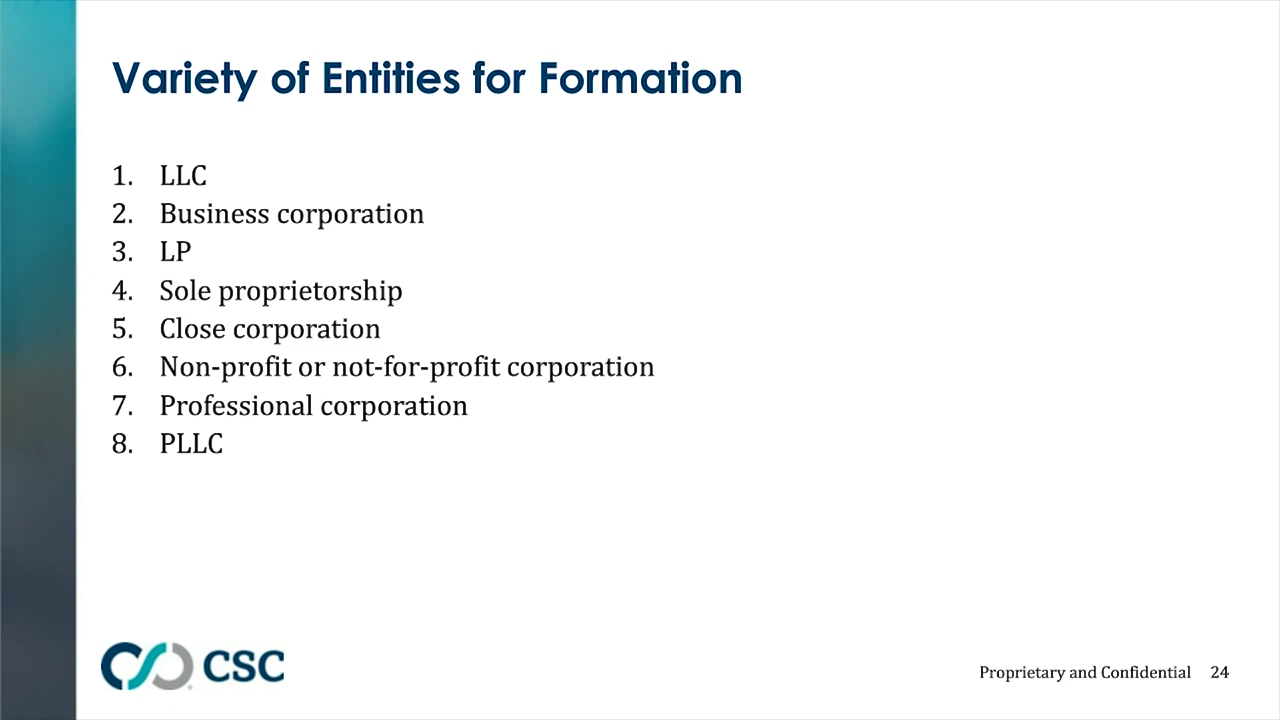 Variety of Entities for Formation
1. LLC
2. Business corporation
3. LP
4. Sole proprietorship
5. Close corporation
6. Non-profit or not-for-profit corporation
7. Professional corporation
8. PLLC
CSC
Proprietary and Confidential 24